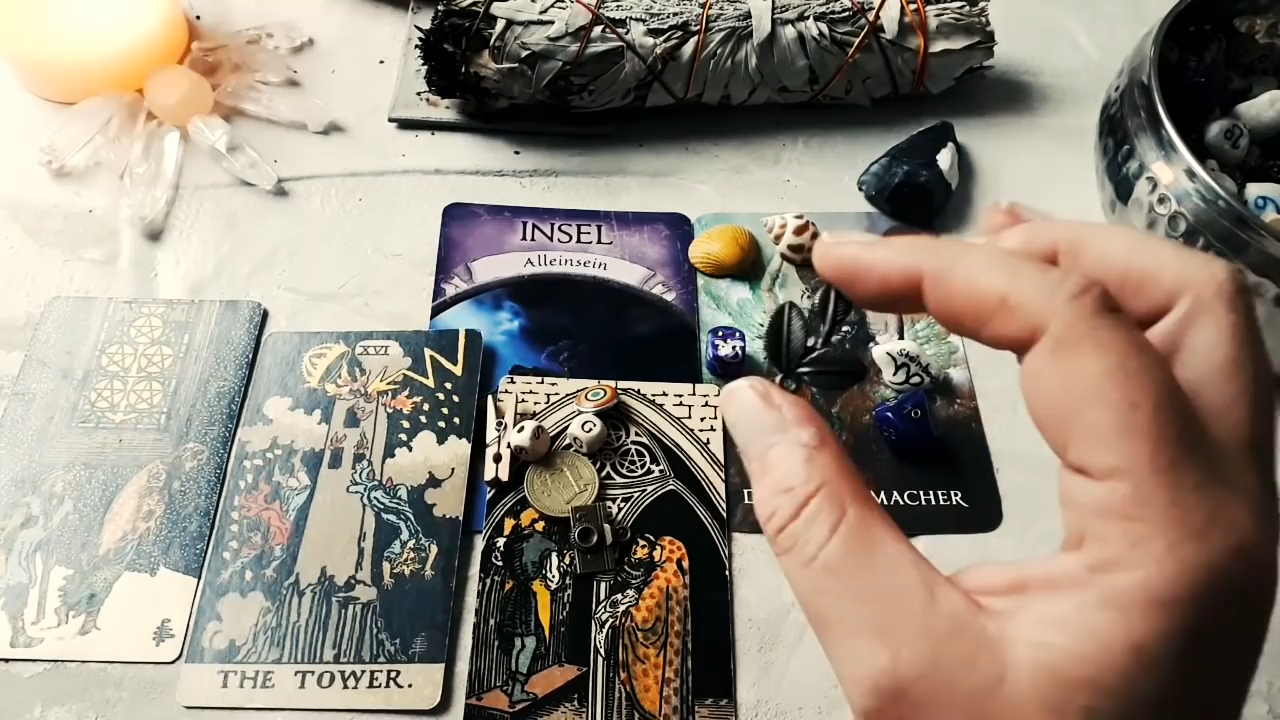 INSEL
Alleinsein
XVI
S
G
MACHER
THE TOWER.